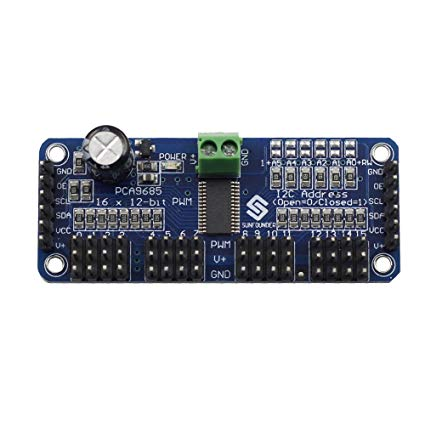 POWER
V+
GND
1+A5 A4 A3 A2 A1 A0+RW
GND
OE
SCL
SDA
VCC
V+
PCA9685
16 x 12-bit PWM
I2C Address
(Open=0/Closed=1)
SUNFOUNDER
GND
OE
SCL
SDA
VCC
V+
0 1 2 3 4 5 6 7
8 9 10 11 12 13 14 15
PWM
V+
GND